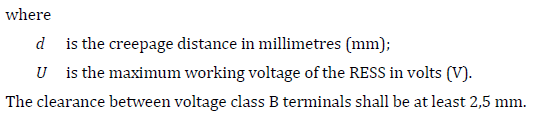 where
d is the creepage distance in millimetres (mm);
U is the maximum working voltage of the RESS in volts (V).
The clearance between voltage class B terminals shall be at least 2,5 mm.